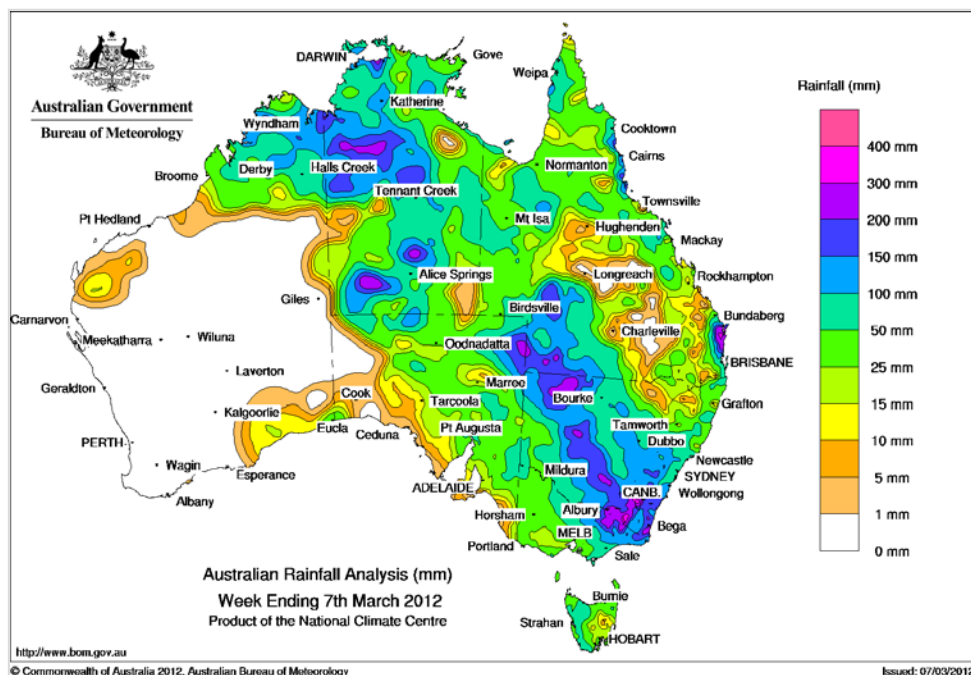 Australian Government
Bureau of Meteorology
DARWIN
Gove
Weipa
Katherine
Wyndham
Cooktown
Cairns
Derby
Halls Creek
Normanton
Broome
Tennant Creek
Townsville
Pt Hedland
Mt Isa
Hughenden
Mackay
Alice Springs
Longreach
Rockhampton
Giles
Birdsville
Carnarvon
Bundaberg
Meekatharra
Wiluna
Charleville
Oodnadatta
BRISBANE
Laverton
Marree
Geraldton
Cook
Bourke
Grafton
Kalgoorlie
Tarcoola
Eucla
Ceduna
Pt Augusta
Tamworth
PERTH
Dubbo
Newcastle
Wagin
Esperance
Mildura
SYDNEY
ADELAIDE
CANB.
Wollongong
Albany
Horsham
Albury
Bega
MELB
Portland
Sale
Burnie
Strahan
HOBART
Rainfall (mm)
400 mm
300 mm
200 mm
150 mm
100 mm
50 mm
25 mm
15 mm
10 mm
5 mm
1 mm
0 mm
Australian Rainfall Analysis (mm)
Week Ending 7th March 2012
Product of the National Climate Centre
http://www.bom.gov.au
© Commonwealth of Australia 2012, Australian Bureau of Meteorology
Issued: 07/03/2012